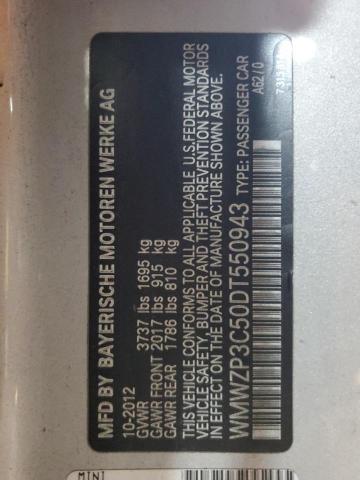 MFD BY BAYERISCHE MOTOREN WERKE AG
10-2012
GVWR 3737 lbs 1695 kg
GAWR FRONT 2017 lbs 915 kg
GAWR REAR 1786 lbs 810 kg
CONFORMS TO ALL APPLICABLE U.S.FEDERAL MOTOR
VEHICLE SAFETY, BUMPER AND THEFT PREVENTION STANDARDS
IN EFFECT ON THE DATE OF MANUFACTURE SHOWN ABOVE.
WMWZP3C50DT550943 TYPE: PASSENGER CAR
A62/0
MINI